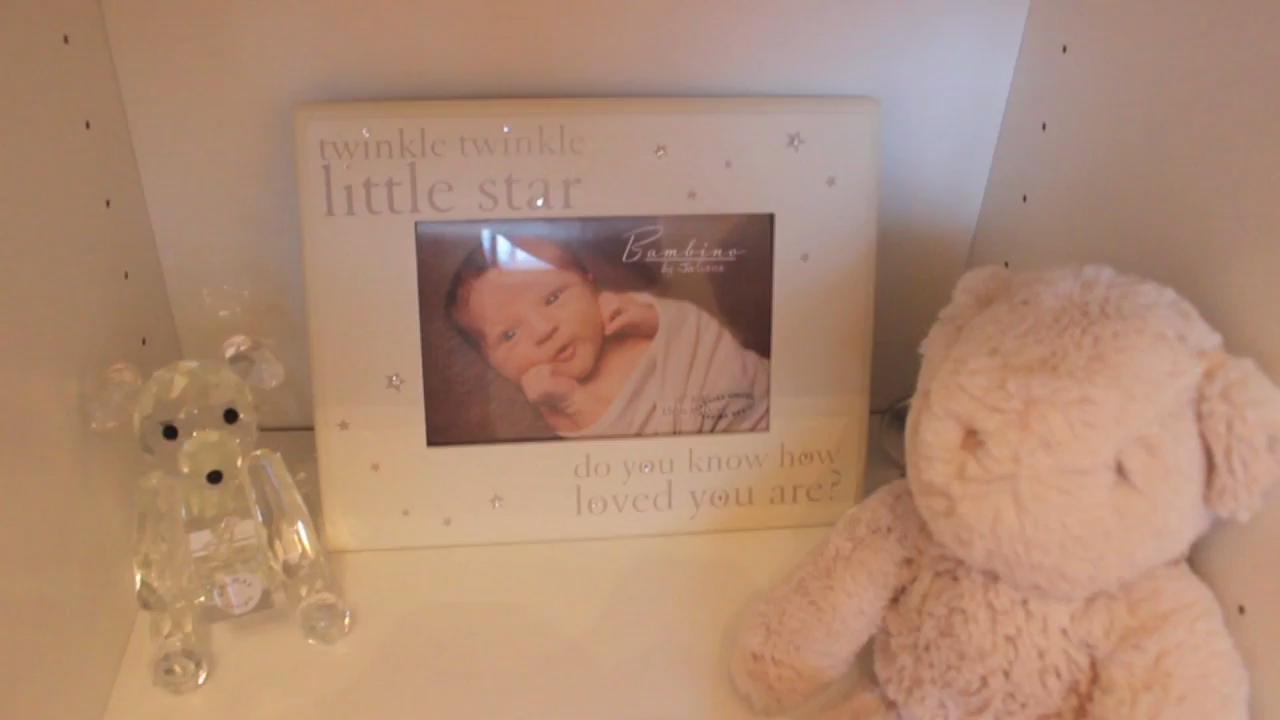 twinkle twinkle
little star
Bambino
by Juliana
do you know how
loved you are?